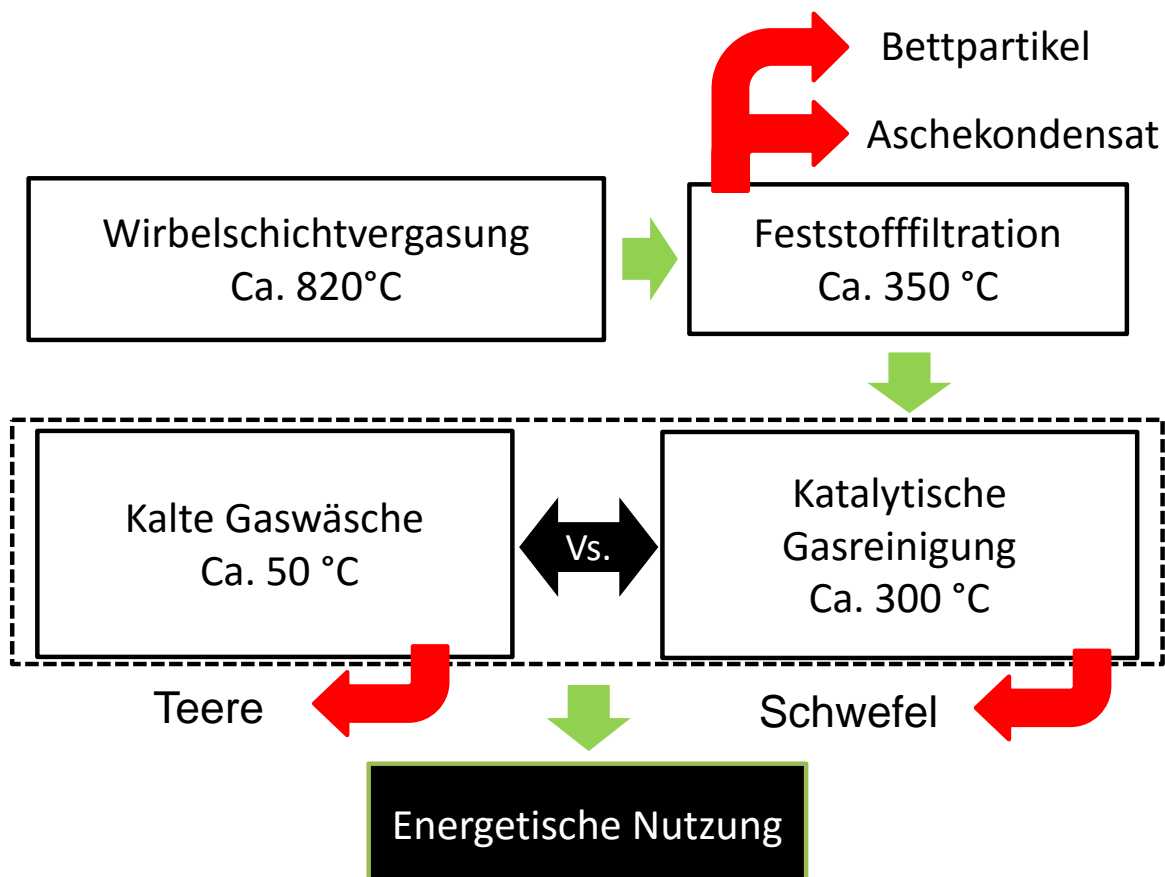 Bettpartikel
Aschekondensat
Wirbelschichtvergasung
Ca. 820°C
Feststofffiltration
Ca. 350 °C
Kalte Gaswäsche
Ca. 50 °C
Vs.
Katalytische
Gasreinigung
Ca. 300 °C
Teere
Schwefel
Energetische Nutzung